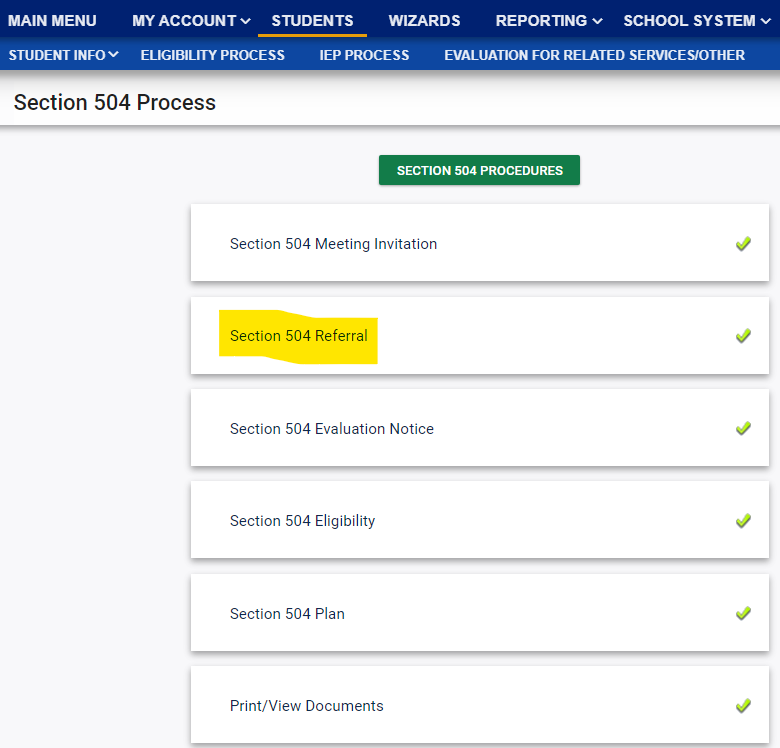 MAIN MENU MY ACCOUNT STUDENTS WIZARDS REPORTING SCHOOL SYSTEM
STUDENT INFO ELIGIBILITY PROCESS IEP PROCESS EVALUATION FOR RELATED SERVICES/OTHER
Section 504 Process
SECTION 504 PROCEDURES
Section 504 Meeting Invitation
Section 504 Referral
Section 504 Evaluation Notice
Section 504 Eligibility
Section 504 Plan
Print/View Documents